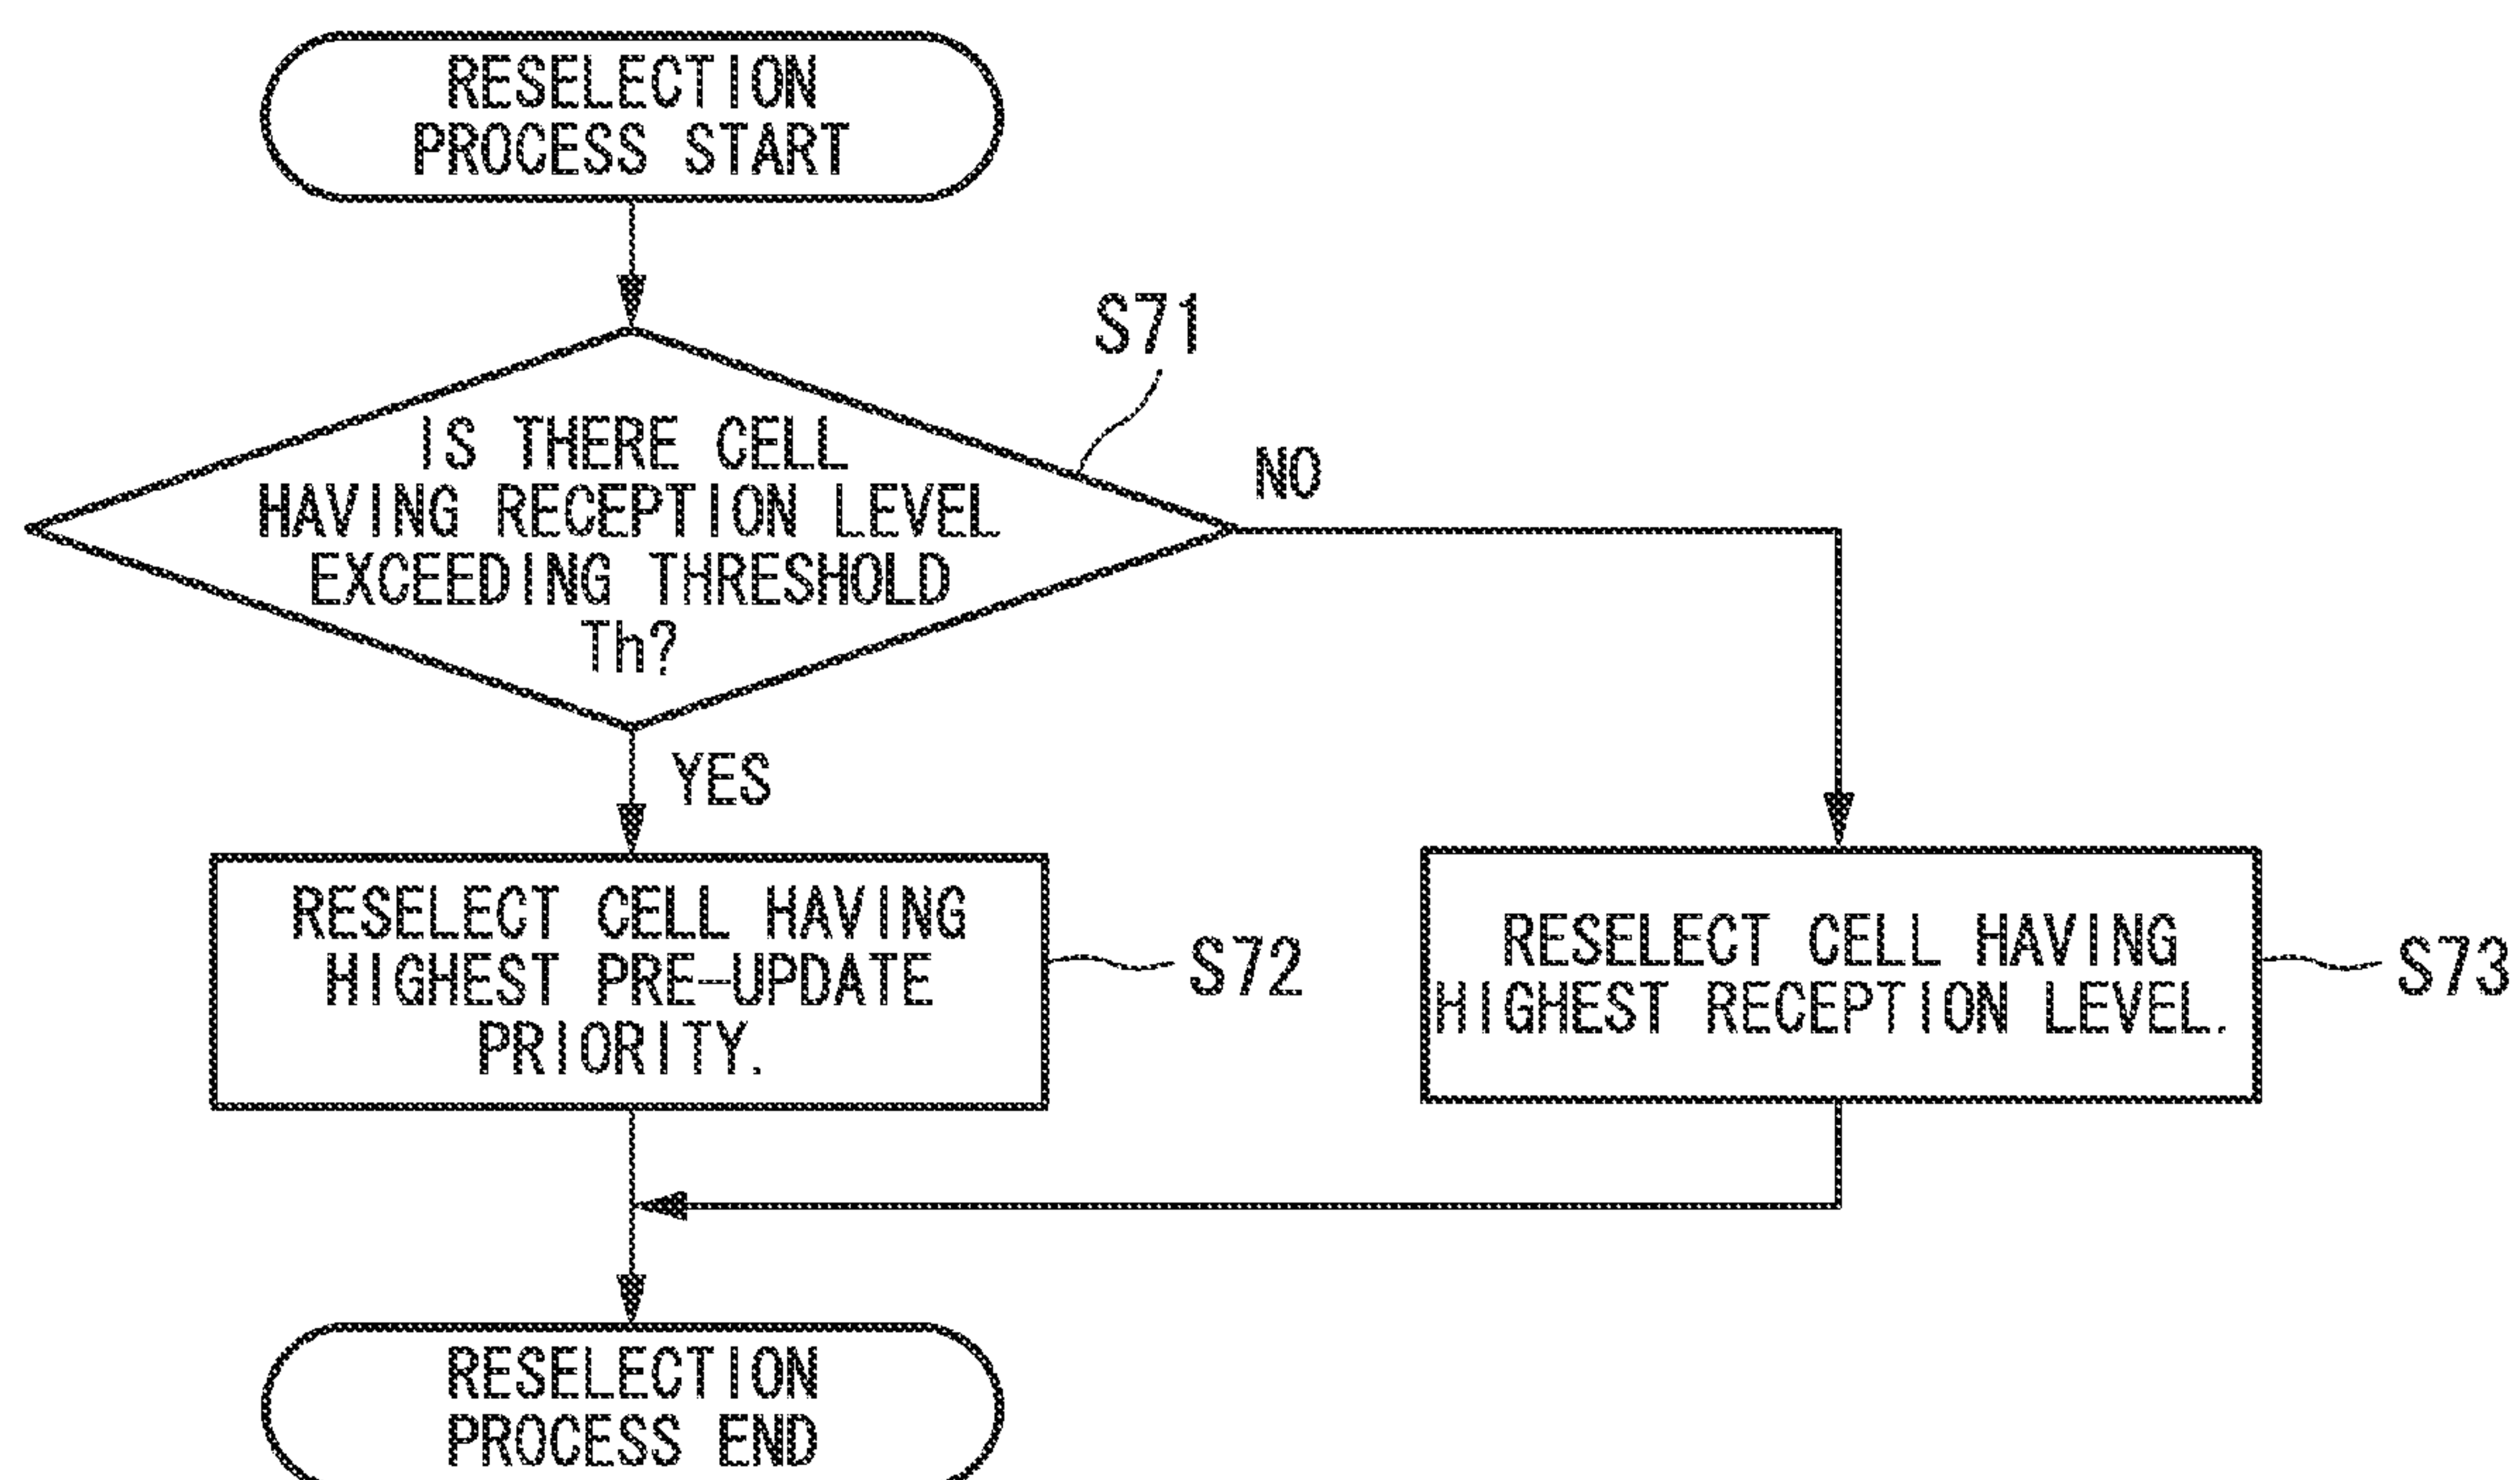 RESELECTION
PROCESS START
S71
IS THERE CELL
HAVING RECEPTION LEVEL
EXCEEDING THRESHOLD
Th?
NO
YES
RESELECT CELL HAVING
HIGHEST PRE-UPDATE
PRIORITY.
S72
RESELECT CELL HAVING
HIGHEST RECEPTION LEVEL.
S73
RESELECTION
PROCESS END